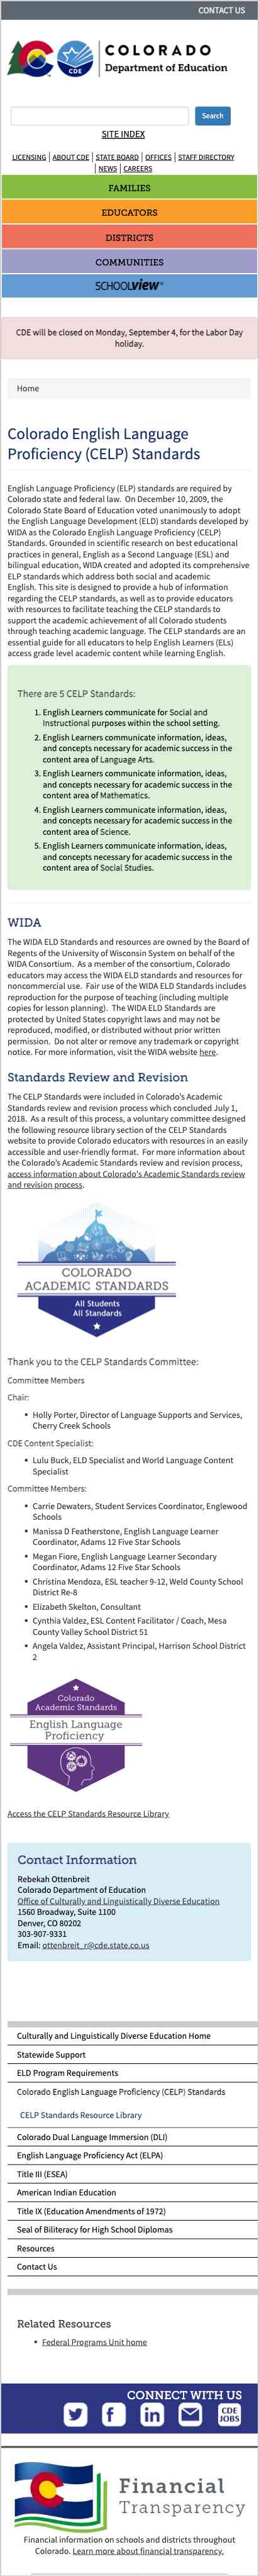 CONTACT US
COLORADO
Department of Education
CDE
Search
SITE INDEX
LICENSING | ABOUT CDE | STATE BOARD | OFFICES | STAFF DIRECTORY
| NEWS | CAREERS
FAMILIES
EDUCATORS
DISTRICTS
COMMUNITIES
SCHOOLVIEW®
CDE will be closed on Monday, September 4, for the Labor Day
holiday.
Home
Colorado English Language
Proficiency (CELP) Standards
English Language Proficiency (ELP) standards are required by
Colorado state and federal law. On December 10, 2009, the
Colorado State Board of Education voted unanimously to adopt
the English Language Development (ELD) standards developed by
WIDA as the Colorado English Language Proficiency (CELP)
Standards. Grounded in scientific research on best educational
practices in general, English as a Second Language (ESL) and
bilingual education, WIDA created and adopted its comprehensive
ELP standards which address both social and academic
English. This site is designed to provide a hub of information
regarding the CELP standards, as well as to provide educators
with resources to facilitate teaching the CELP standards to
support the academic achievement of all Colorado students
through teaching academic language. The CELP standards are an
essential guide for all educators to help English Learners (ELs)
access grade level academic content while learning English.
There are 5 CELP Standards:
1. English Learners communicate for Social and
Instructional purposes within the school setting.
2. English Learners communicate information, ideas,
and concepts necessary for academic success in the
content area of Language Arts.
3. English Learners communicate information, ideas,
and concepts necessary for academic success in the
content area of Mathematics.
4. English Learners communicate information, ideas,
and concepts necessary for academic success in the
content area of Science.
5. English Learners communicate information, ideas,
and concepts necessary for academic success in the
content area of Social Studies.
WIDA
The WIDA ELD Standards and resources are owned by the Board of
Regents of the University of Wisconsin System on behalf of the
WIDA Consortium. As a member of the consortium, Colorado
educators may access the WIDA ELD standards and resources for
noncommercial use. Fair use of the WIDA ELD Standards includes
reproduction for the purpose of teaching (including multiple
copies for lesson planning). The WIDA ELD Standards are
protected by United States copyright laws and may not be
reproduced, modified, or distributed without prior written
permission. Do not alter or remove any trademark or copyright
notice. For more information, visit the WIDA website here.
Standards Review and Revision
The CELP Standards were included in Colorado's Academic
Standards review and revision process which concluded July 1,
2018. As a result of this process, a voluntary committee designed
the following resource library section of the CELP Standards
website to provide Colorado educators with resources in an easily
accessible and user-friendly format. For more information about
the Colorado's Academic Standards review and revision process,
access information about Colorado's Academic Standards review
and revision process.
COLORADO
ACADEMIC STANDARDS
All Students
All Standards
Thank you to the CELP Standards Committee:
Committee Members
Chair:
• Holly Porter, Director of Language Supports and Services,
Cherry Creek Schools
CDE Content Specialist:
• Lulu Buck, ELD Specialist and World Language Content
Specialist
Committee Members:
• Carrie Dewaters, Student Services Coordinator, Englewood
Schools
• Manissa D Featherstone, English Language Learner
Coordinator, Adams 12 Five Star Schools
• Megan Fiore, English Language Learner Secondary
Coordinator, Adams 12 Five Star Schools
• Christina Mendoza, ESL teacher 9-12, Weld County School
District Re-8
• Elizabeth Skelton, Consultant
• Cynthia Valdez, ESL Content Facilitator / Coach, Mesa
County Valley School District 51
• Angela Valdez, Assistant Principal, Harrison School District
2
Colorado
Academic Standards
English Language
Proficiency
Access the CELP Standards Resource Library
Contact Information
Rebekah Ottenbreit
Colorado Department of Education
Office of Culturally and Linguistically Diverse Education
1560 Broadway, Suite 1100
Denver, CO 80202
303-907-9331
Email: ottenbreit_r@cde.state.co.us
Culturally and Linguistically Diverse Education Home
Statewide Support
ELD Program Requirements
Colorado English Language Proficiency (CELP) Standards
CELP Standards Resource Library
Colorado Dual Language Immersion (DLI)
English Language Proficiency Act (ELPA)
Title III (ESEA)
American Indian Education
Title IX (Education Amendments of 1972)
Seal of Biliteracy for High School Diplomas
Resources
Contact Us
Related Resources
• Federal Programs Unit home
CONNECT WITH US
CDE
JOBS
Financial
Transparency
Financial information on schools and districts throughout
Colorado. Learn more about financial transparency.